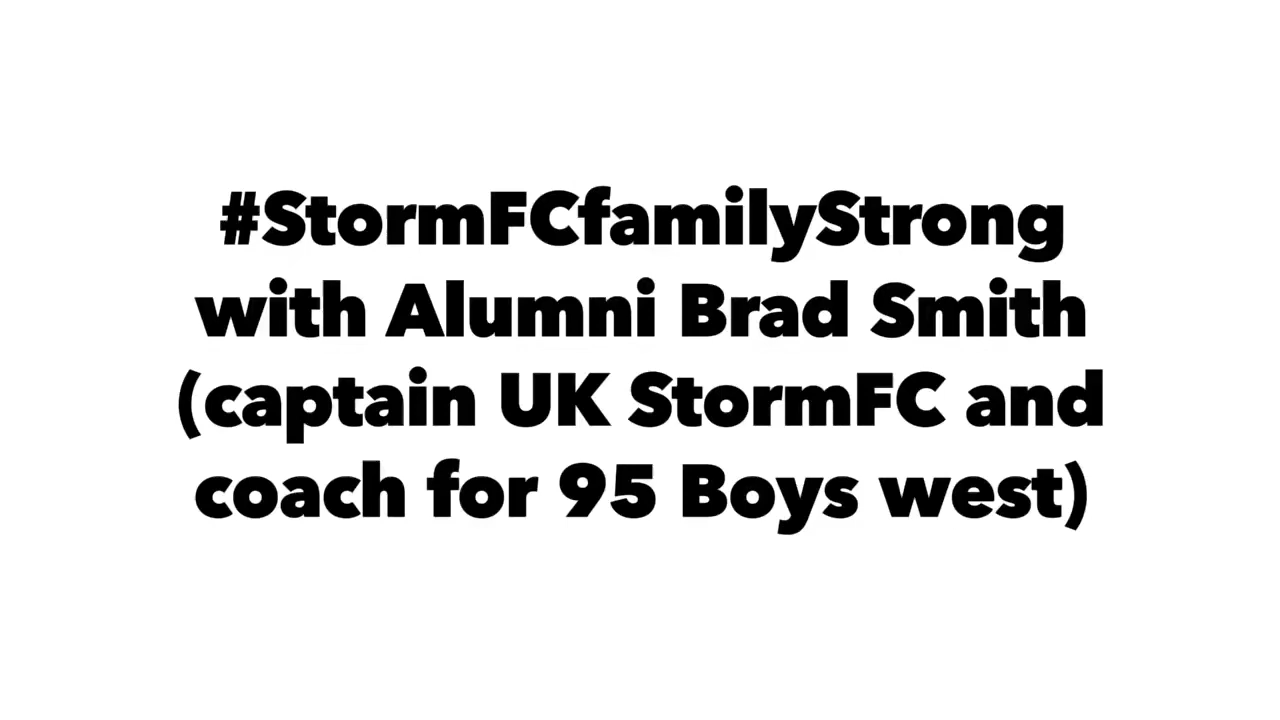 #StormFCfamilyStrong
with Alumni Brad Smith
(captain UK StormFC and
coach for 95 Boys west)